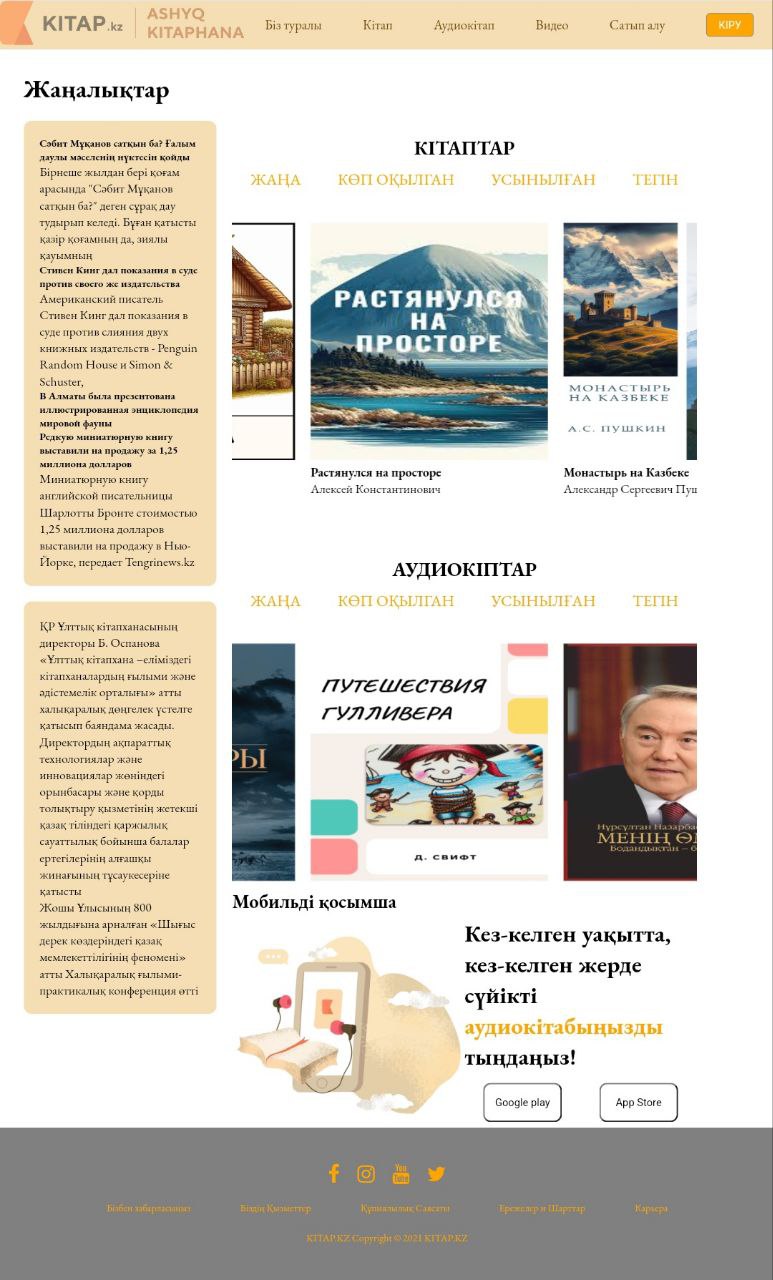 KITAP.kz
ASHYQ
KITAPHANA
Біз туралы
Кітап
Аудиокітап
Видео
Сатып алу
КІРУ
Жаңалықтар
Сәбит Мұқанов сатқын ба? Ғалым
даулы мәселенің нүктесін қойды
Бірнеше жылдан бері қоғам
арасында "Сәбит Мұқанов
сатқын ба?" деген сұрақ дау
тудырып келеді. Бұған қатысты
қазір қоғамның да, зиялы
қауымның
Стивен Кинг дал показания в суде
против своего же издательства
Американский писатель
Стивен Кинг дал показания в
суде против слияния двух
книжных издательств - Penguin
Random House и Simon &
Schuster,
В Алматы была презентована
иллюстрированная энциклопедия
мировой фауны
Редкую миниатюрную книгу
выставили на продажу за 1,25
миллиона долларов
Миниатюрную книгу
английской писательницы
Шарлотты Бронте стоимостью
1,25 миллиона долларов
выставили на продажу в Нью-
Йорке, передает Tengrinews.kz
ҚР Ұлттық кітапханасының
директоры Б. Оспанова
«Ұлттық кітапхана –еліміздегі
кітапханалардың ғылыми және
әдістемелік орталығы» атты
халықаралық дөңгелек үстелге
қатысып баяндама жасады.
Директордың ақпараттық
технологиялар және
инновациялар жөніндегі
орынбасары және қорды
толықтыру қызметінің жетекші
қазақ тіліндегі қаржылық
сауаттылық бойынша балалар
ертегілерінің алғашқы
жинағының тұсаукесеріне
қатысты
Жошы Ұлысының 800
жылдығына арналған «Шығыс
дерек көздеріндегі қазақ
мемлекеттілігінің феномені»
атты Халықаралық ғылыми-
практикалық конференция өтті
КІТАПТАР
ЖАҢА
КӨП ОҚЫЛГАН
УСЫНЫЛҒАН
ТЕГІН
РАСТЯНУЛСЯ
НА
ПРОСТОРЕ
МОНАСТЫРЬ
НА КАЗБЕКЕ
А.С. ПУШКИН
Растянулся на просторе
Алексей Константинович
Монастырь на Казбеке
Александр Сергеевич Пуш
АУДИОКІПТАР
ЖАҢА
КӨП ОҚЫЛГАН
УСЫНЫЛҒАН
ТЕГІН
РЫ
ПУТЕШЕСТВИЯ
ГУЛЛИВЕРА
Д. СВИФТ
Нұрсұлтан Назарба
МЕНІҢ ӨМ
Бодандықтан – б
Мобильді қосымша
Кез-келген уақытта,
кез-келген жерде
сүйікті
аудиокітабыңызды
тыңдаңыз!
Google play
App Store
You
Tube
Бізбен хабарласыңыз
Біздің Қызметтер
Құпиялылық Саясаты
Ережелер и Шарттар
Карьера
KITAP.KZ Copyright © 2021 KITAP.KZ